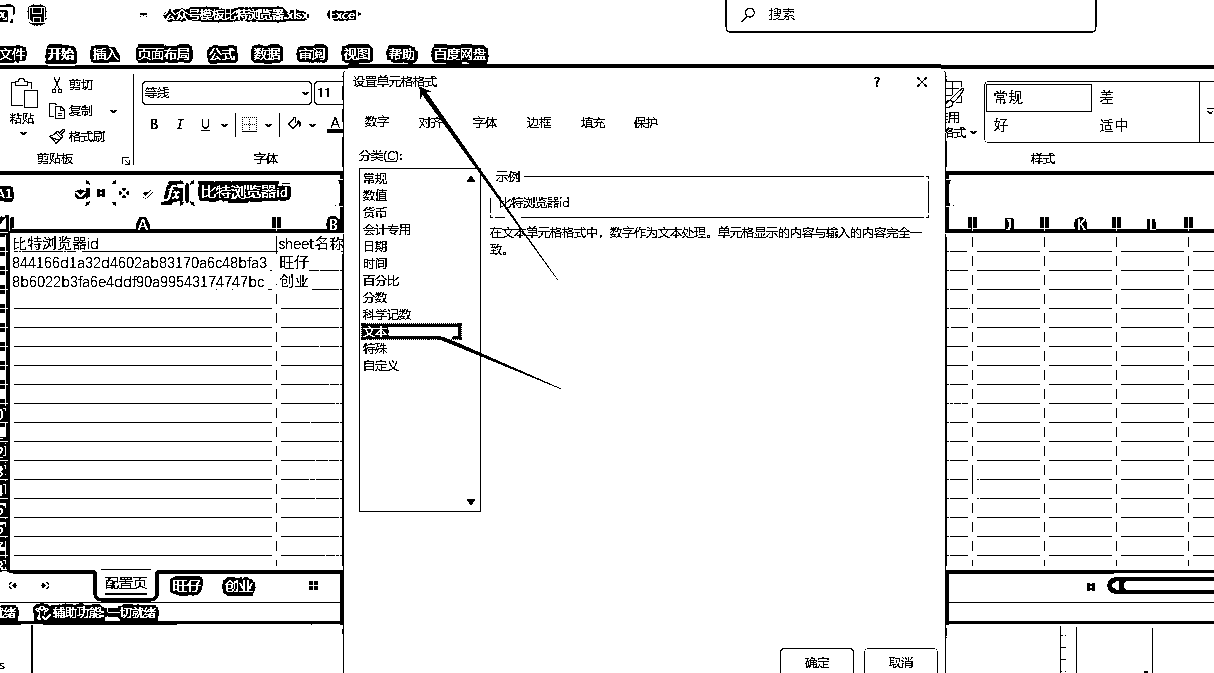 公众号模板比特浏览器.xlsx - Excel
搜索
文件 开始 插入 页面布局 公式 数据 审阅 视图 帮助 百度网盘
粘贴
剪切
复制
格式刷
剪贴板
等线 11
B I U A
字体
常规 差
好 适中
样式
A1 fx 比特浏览器id
A B J K L
比特浏览器id sheet名称
844166d1a32d4602ab83170a6c48bfa3 旺仔
8b6022b3fa6e4ddf90a99543174747bc 创业
设置单元格格式 ?
数字 对齐 字体 边框 填充 保护
分类(C):
常规
数值
货币
会计专用
日期
时间
百分比
分数
科学记数
文本
特殊
自定义
示例
比特浏览器id
在文本单元格格式中，数字作为文本处理。单元格显示的内容与输入的内容完全一
致。
配置页 旺仔 创业
就绪 辅助功能: 一切就绪
确定 取消